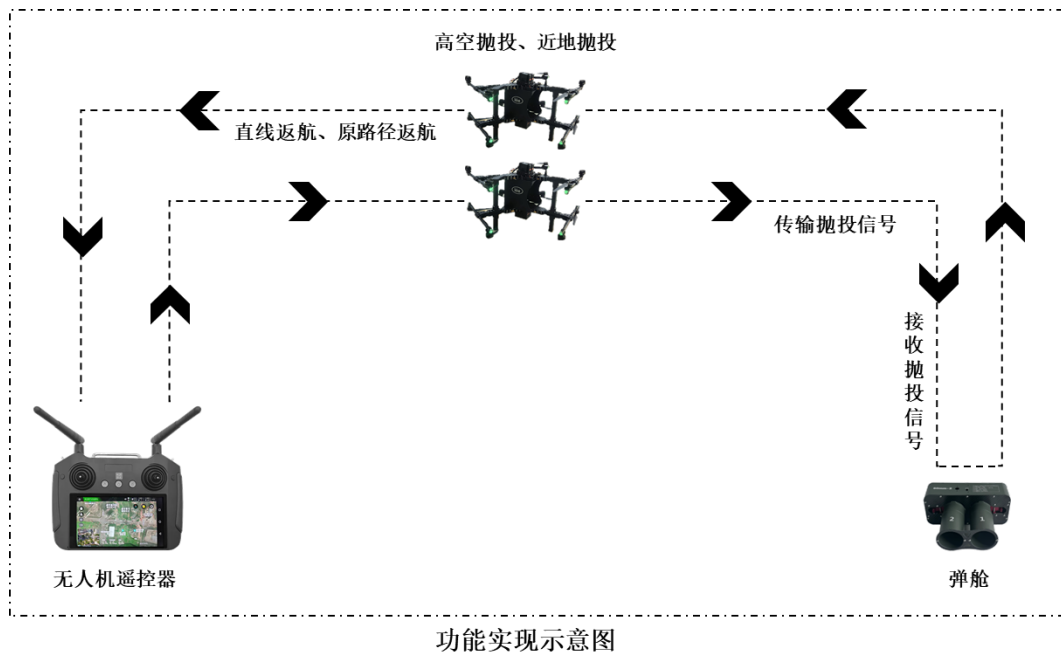 高空抛投、近地抛投
直线返航、原路径返航
传输抛投信号
接收抛投信号
2 1
无人机遥控器
弹舱
功能实现示意图